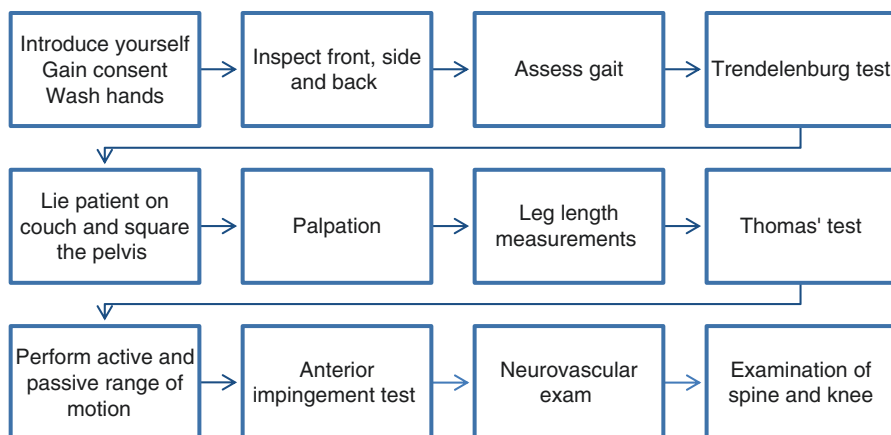 Introduce yourself
Gain consent
Wash hands
Inspect front, side
and back
Assess gait
Trendelenburg test
Lie patient on
couch and square
the pelvis
Palpation
Leg length
measurements
Thomas' test
Perform active and
passive range of
motion
Anterior
impingement test
Neurovascular
exam
Examination of
spine and knee